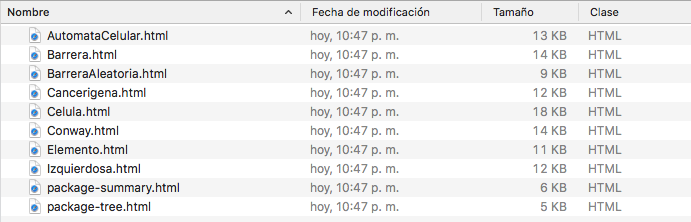 Nombre Fecha de modificación Tamaño Clase
AutomataCelular.html hoy, 10:47 p. m. 13 KB HTML
Barrera.html hoy, 10:47 p. m. 14 KB HTML
BarreraAleatoria.html hoy, 10:47 p. m. 9 KB HTML
Cancerigena.html hoy, 10:47 p. m. 12 KB HTML
Celula.html hoy, 10:47 p. m. 18 KB HTML
Conway.html hoy, 10:47 p. m. 14 KB HTML
Elemento.html hoy, 10:47 p. m. 11 KB HTML
Izquierdosa.html hoy, 10:47 p. m. 12 KB HTML
package-summary.html hoy, 10:47 p. m. 6 KB HTML
package-tree.html hoy, 10:47 p. m. 5 KB HTML